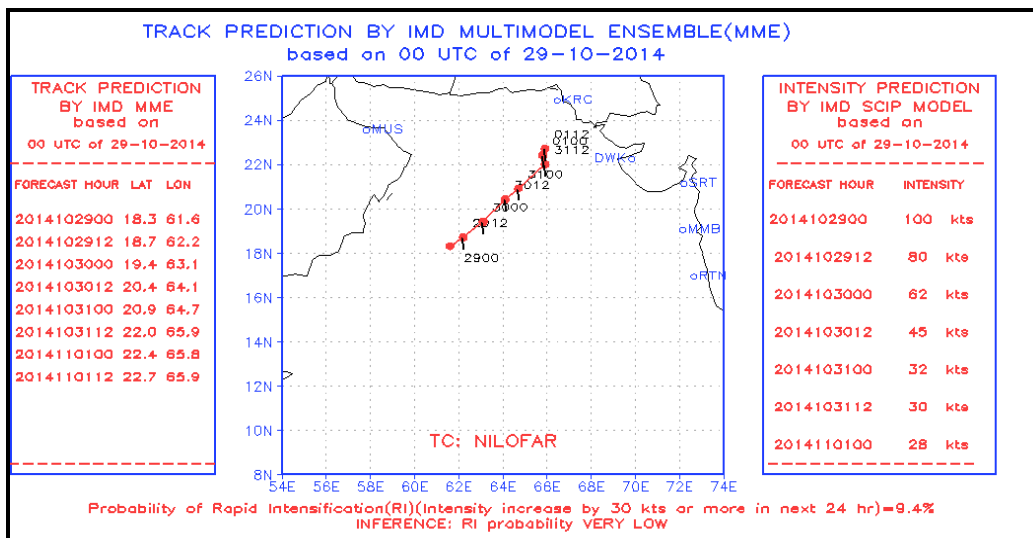 TRACK PREDICTION BY IMD MULTIMODEL ENSEMBLE(MME)
based on 00 UTC of 29-10-2014
TRACK PREDICTION
BY IMD MME
based on
00 UTC of 29-10-2014
FORECAST HOUR LAT LON
2014102900 18.3 61.6
2014102912 18.7 62.2
2014103000 19.4 63.1
2014103012 20.4 64.1
2014103100 20.9 64.7
2014103112 22.0 65.9
2014110100 22.4 65.8
2014110112 22.7 65.9
26N
24N
22N
20N
18N
16N
14N
12N
10N
8N
54E 56E 58E 60E 62E 64E 66E 68E 70E 72E 74E
KRC
MUS
DWK
SRT
MMB
RTN
0112
0100
3112
3100
3012
3000
2912
2900
TC: NILOFAR
INTENSITY PREDICTION
BY IMD SCIP MODEL
based on
00 UTC of 29-10-2014
FORECAST HOUR INTENSITY
2014102900 100 kts
2014102912 80 kts
2014103000 62 kts
2014103012 45 kts
2014103100 32 kts
2014103112 30 kts
2014110100 28 kts
Probability of Rapid Intensification(RI)(Intensity increase by 30 kts or more in next 24 hr)=9.4%
INFERENCE: RI probability VERY LOW